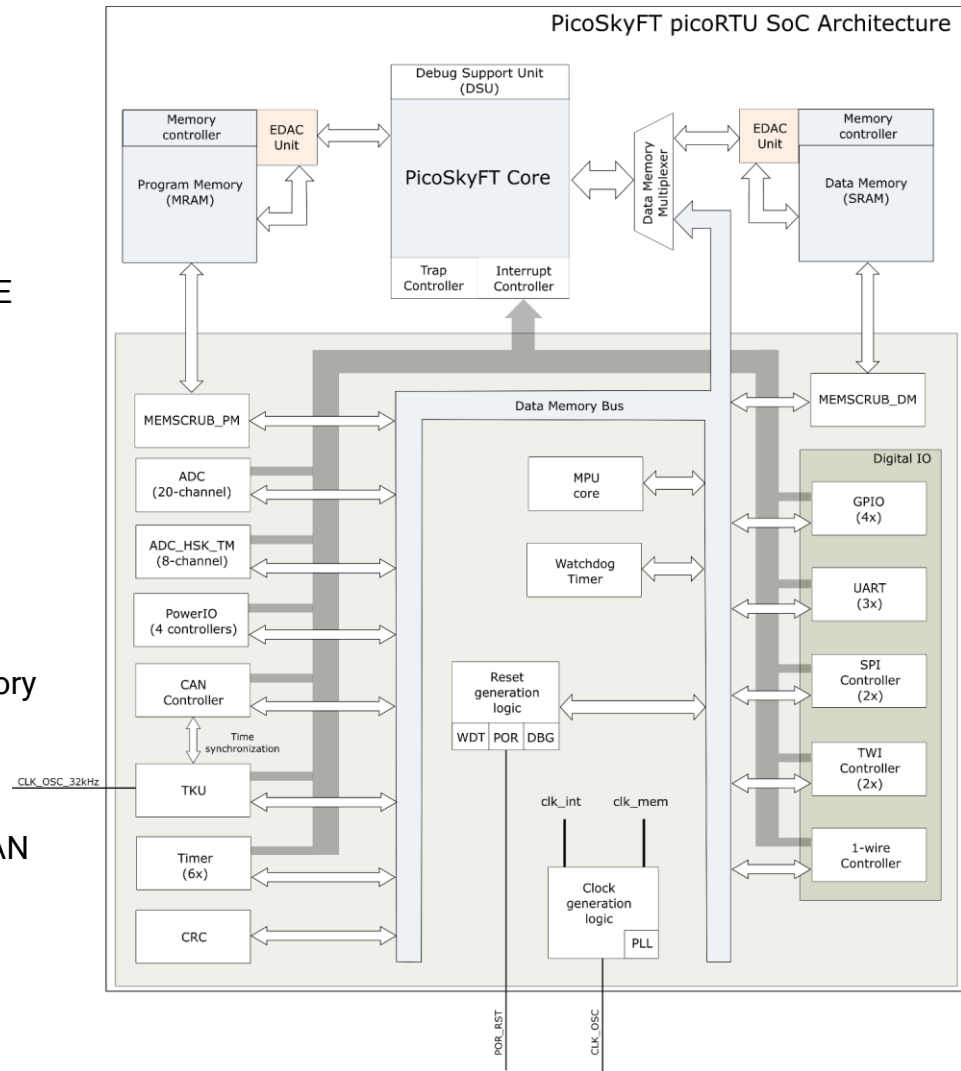 PicoSkyFT picoRTU SoC Architecture
Debug Support Unit
(DSU)
Memory
controller
EDAC
Unit
Program Memory
(MRAM)
PicoSkyFT Core
Data Memory
Multiplexer
EDAC
Unit
Memory
controller
Data Memory
(SRAM)
Trap
Controller
Interrupt
Controller
E
MEMSCRUB_PM
Data Memory Bus
MEMSCRUB_DM
ADC
(20-channel)
MPU
core
Digital IO
GPIO
(4x)
ADC_HSK_TM
(8-channel)
Watchdog
Timer
UART
(3x)
PowerIO
(4 controllers)
ory
CAN
Controller
Reset
generation
logic
WDT POR DBG
SPI
Controller
(2x)
Time
synchronization
CLK_OSC_32kHz
TKU
TWI
Controller
(2x)
clk_int clk_mem
AN
Timer
(6x)
1-wire
Controller
Clock
generation
logic
PLL
CRC
POR_RST
CLK_OSC